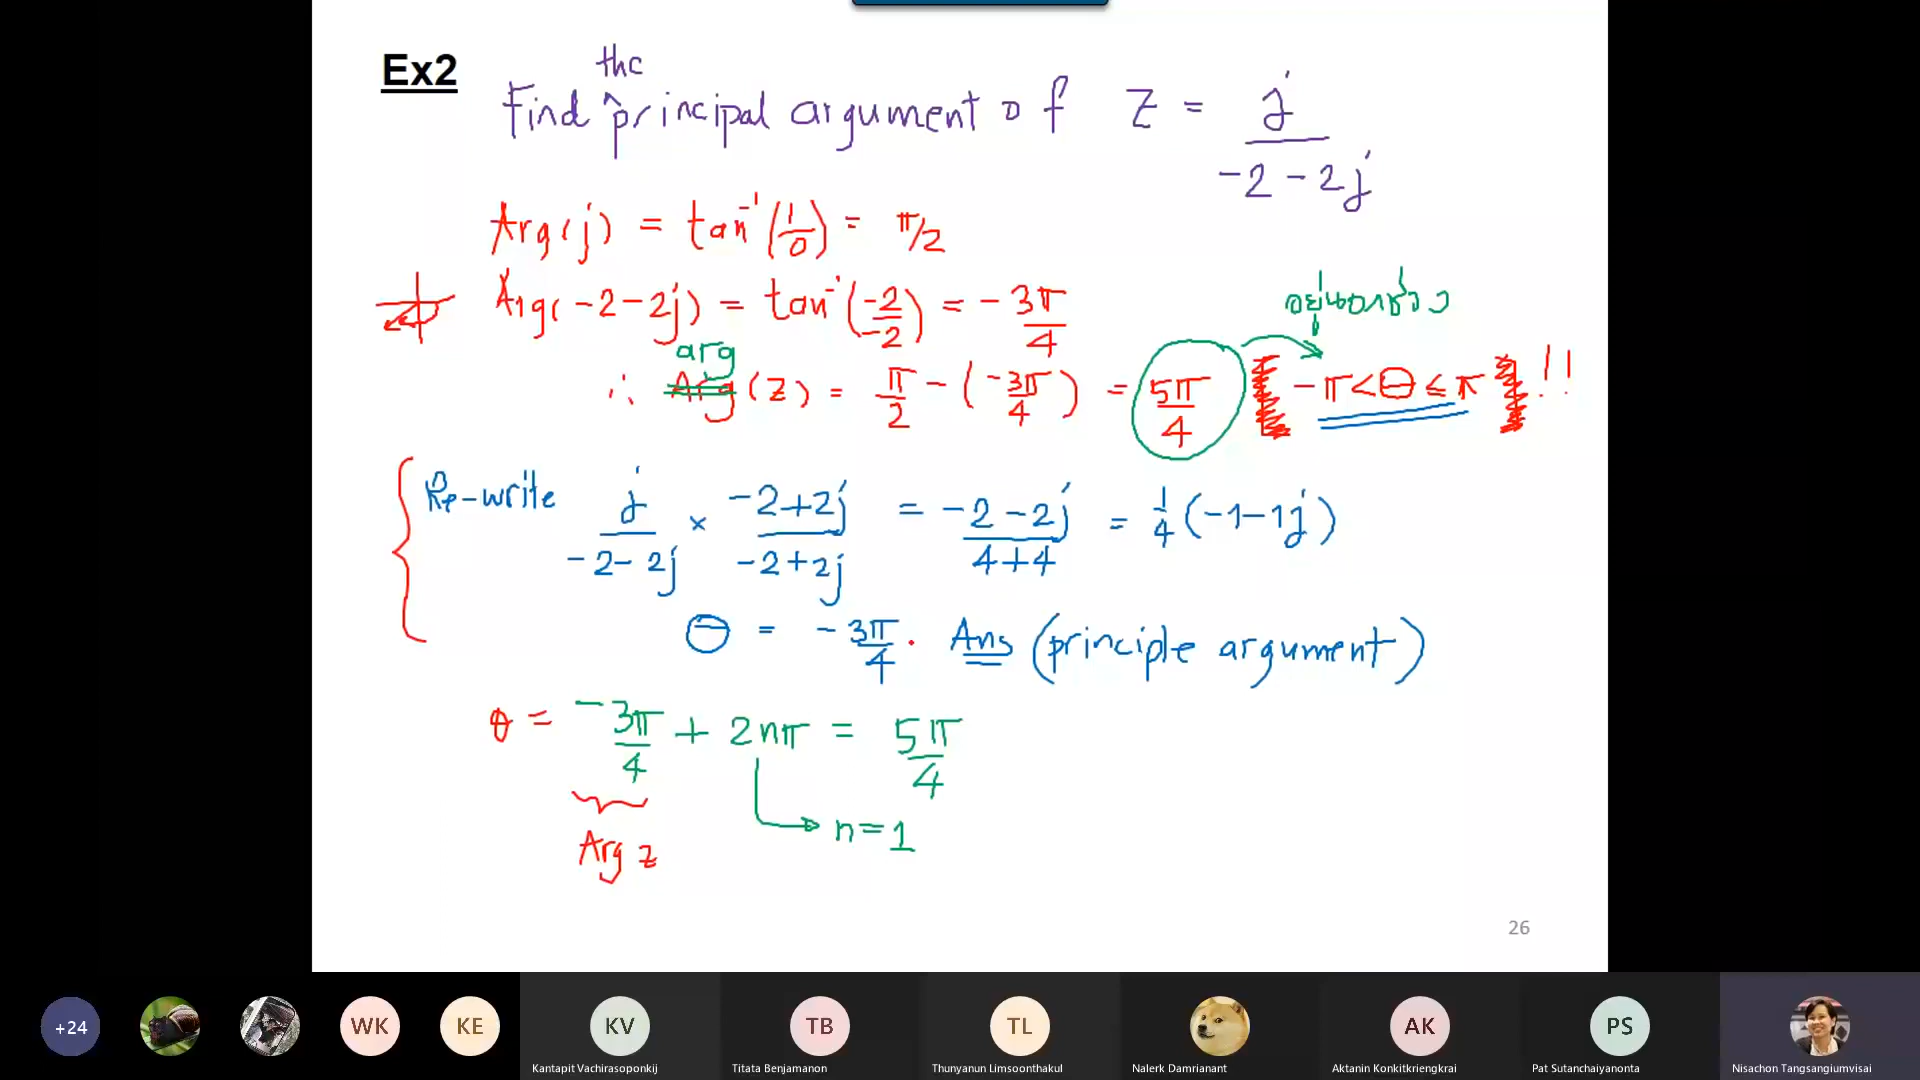 Ex2
the
Find principal argument of Z = j / -2 - 2j
Arg(j) = tan⁻¹(1/0) = π/2
Arg(-2-2j) = tan⁻¹(-2/-2) = -3π/4
อยู่นอกช่วง
arg
∴ Arg(z) = π/2 - (-3π/4) = 5π/4 -π<Θ≤π !!
Re-write j/-2-2j × -2+2j/-2+2j = -2-2j/4+4 = 1/4(-1-1j)
Θ = -3π/4 . Ans (principle argument)
θ = -3π/4 + 2nπ = 5π/4
n=1
Arg z
26
+24
WK
KE
KV
TB
TL
AK
PS
Kantapit Vachirasoponkij
Titata Benjamanon
Thunyanun Limsoonthakul
Nalerk Damrianant
Aktanin Konkitkriengkrai
Pat Sutanchaiyanonta
Nisachon Tangsangiumvisai